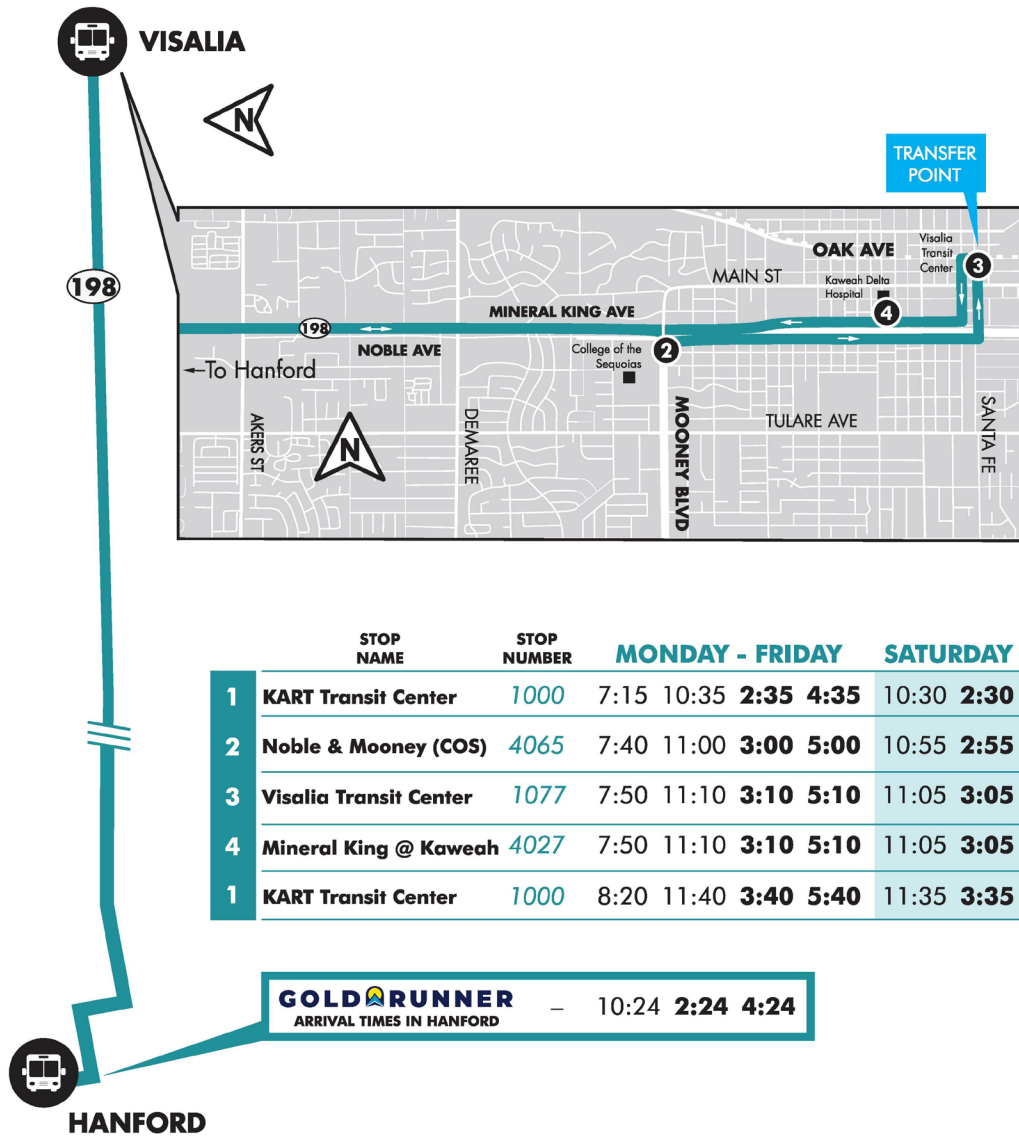 VISALIA
N
TRANSFER
POINT
198
OAK AVE
Visalia
Transit
Center
3
MAIN ST
Kaweah Delta
Hospital
4
MINERAL KING AVE
198
NOBLE AVE
College of the
Sequoias
2
←To Hanford
AKERS ST
N
DEMAREE
MOONEY BLVD
TULARE AVE
SANTA FE
STOP NAME STOP NUMBER MONDAY - FRIDAY SATURDAY
1 KART Transit Center 1000 7:15 10:35 2:35 4:35 10:30 2:30
2 Noble & Mooney (COS) 4065 7:40 11:00 3:00 5:00 10:55 2:55
3 Visalia Transit Center 1077 7:50 11:10 3:10 5:10 11:05 3:05
4 Mineral King @ Kaweah 4027 7:50 11:10 3:10 5:10 11:05 3:05
1 KART Transit Center 1000 8:20 11:40 3:40 5:40 11:35 3:35
GOLD RUNNER – 10:24 2:24 4:24
ARRIVAL TIMES IN HANFORD
HANFORD